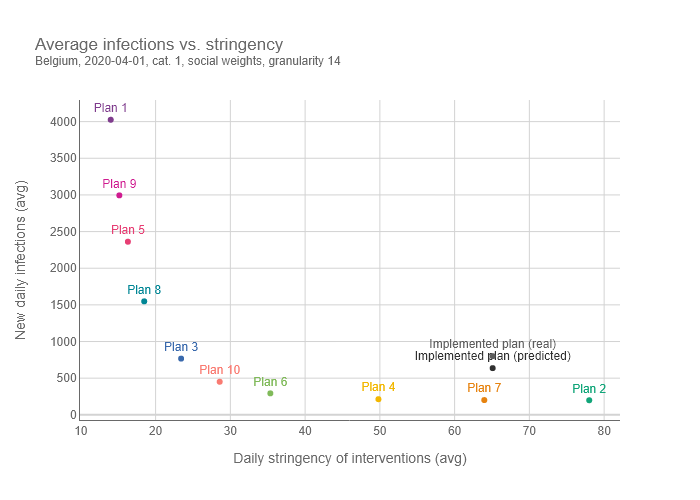 Average infections vs. stringency
Belgium, 2020-04-01, cat. 1, social weights, granularity 14
Plan 1
4000
3500
Plan 9
3000
Plan 5
2500
2000
Plan 8
1500
1000
Plan 3
Implemented plan (real)
Implemented plan (predicted)
Plan 10
500
Plan 6
Plan 4
Plan 7
Plan 2
0
10
20
30
40
50
60
70
80
New daily infections (avg)
Daily stringency of interventions (avg)